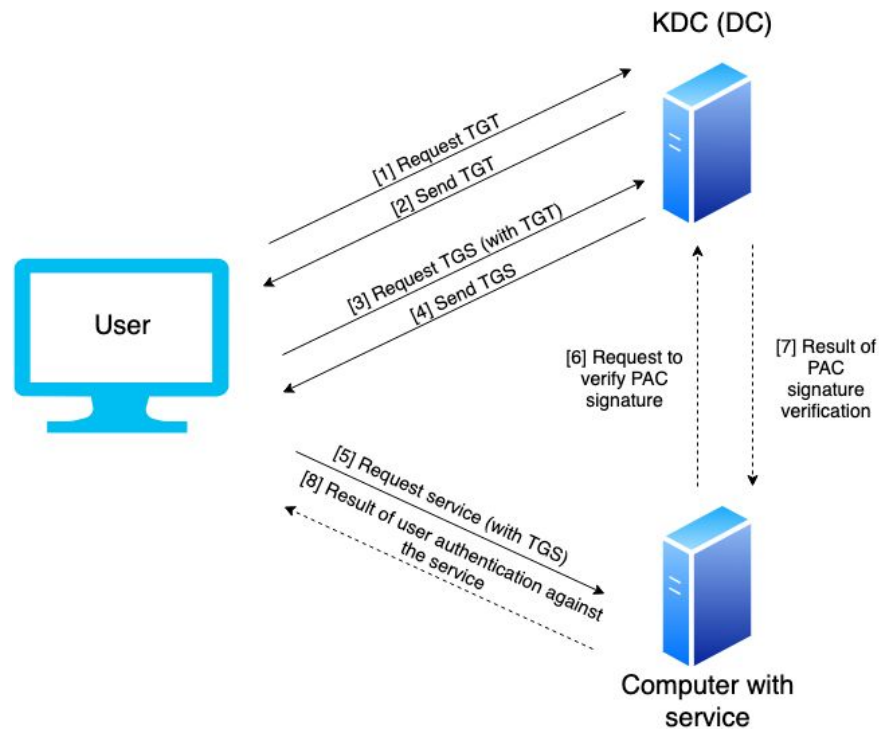 KDC (DC)
[1] Request TGT
[2] Send TGT
[3] Request TGS (with TGT)
[4] Send TGS
User
[6] Request to
verify PAC
signature
[7] Result of
PAC
signature
verification
[5] Request service (with TGS)
[8] Result of user authentication against
the service
Computer with
service